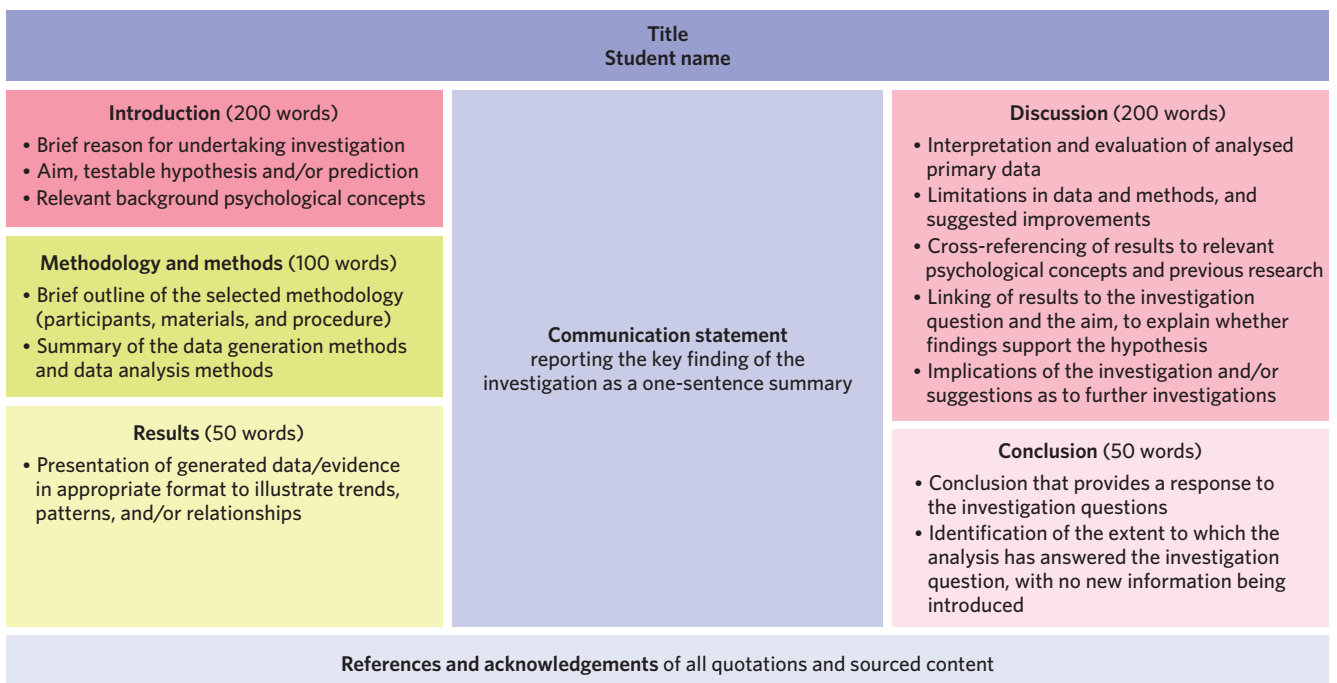 Title
Student name
Introduction (200 words)
• Brief reason for undertaking investigation
• Aim, testable hypothesis and/or prediction
• Relevant background psychological concepts
Methodology and methods (100 words)
• Brief outline of the selected methodology
(participants, materials, and procedure)
• Summary of the data generation methods
and data analysis methods
Results (50 words)
• Presentation of generated data/evidence
in appropriate format to illustrate trends,
patterns, and/or relationships
Communication statement
reporting the key finding of the
investigation as a one-sentence summary
Discussion (200 words)
• Interpretation and evaluation of analysed
primary data
• Limitations in data and methods, and
suggested improvements
• Cross-referencing of results to relevant
psychological concepts and previous research
• Linking of results to the investigation
question and the aim, to explain whether
findings support the hypothesis
• Implications of the investigation and/or
suggestions as to further investigations
Conclusion (50 words)
• Conclusion that provides a response to
the investigation questions
• Identification of the extent to which the
analysis has answered the investigation
question, with no new information being
introduced
References and acknowledgements of all quotations and sourced content